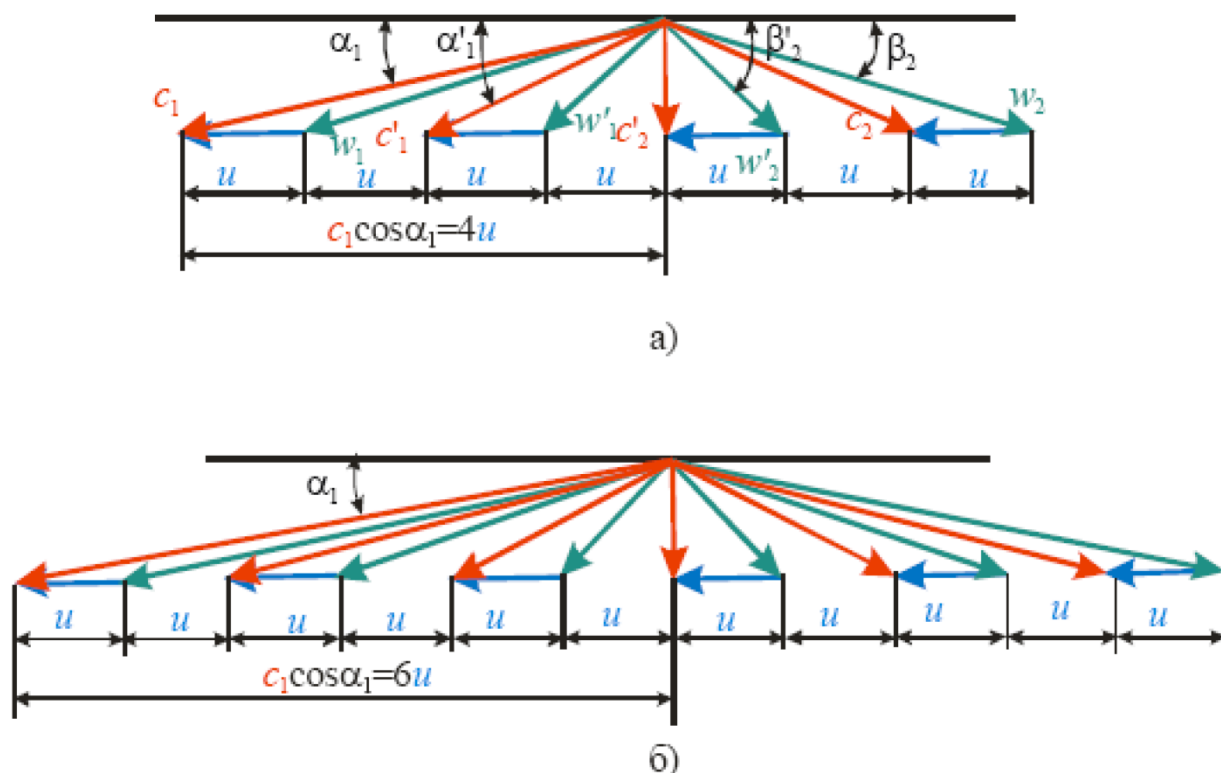 α₁ α'₁ β'₂ β₂
c₁ w₁ c'₁ w'₁ c'₂ w'₂ c₂ w₂
u u u u u u u
c₁cosα₁=4u
а)
α₁
u u u u u u u u u u u
c₁cosα₁=6u
б)